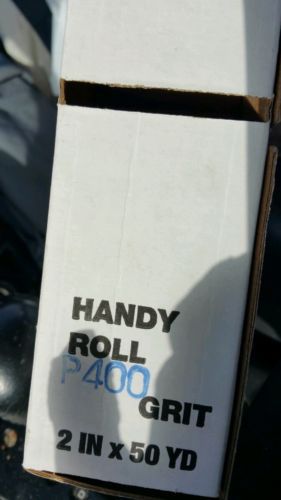 HANDY
ROLL
P400
GRIT
2 IN x 50 YD